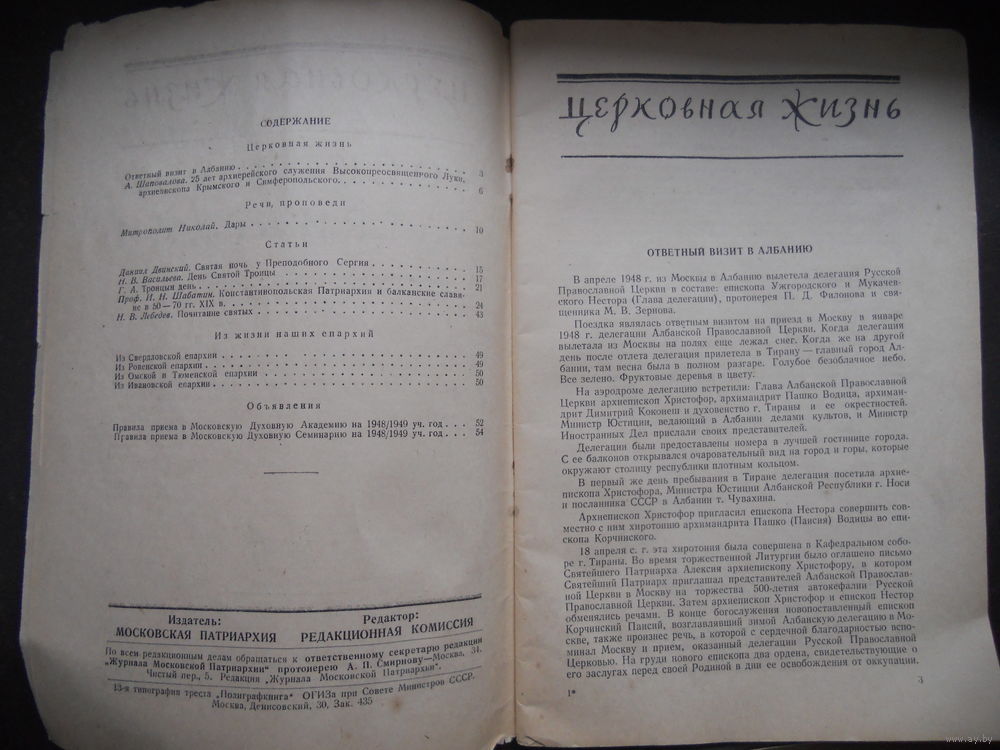 СОДЕРЖАНИЕ
Церковная жизнь
Ответный визит в Албанию . . . . . 3
А. Шаповалова. 25 лет архиерейского служения Высокопреосвященного Луки,
архиепископа Крымского и Симферопольского. . . . . 6
Речи, проповеди
Митрополит Николай. Дары . . . . . 10
Статьи
Даниил Двинский. Святая ночь у Преподобного Сергия . . . . . 15
Н. В. Васильева. День Святой Троицы . . . . . 17
Г. А. Троицын день . . . . . 21
Проф. И. Н. Шабатин. Константинопольская Патриархия и балканские славя-
не в 50—70 гг. XIX в. . . . . . 24
Н. В. Лебедев. Почитание святых . . . . . 43
Из жизни наших епархий
Из Свердловской епархии . . . . . 49
Из Ровенской епархии . . . . . 49
Из Омской и Тюменской епархии . . . . . 50
Из Ивановской епархии . . . . . 50
Объявления
Правила приема в Московскую Духовную Академию на 1948/1949 уч. год . . . 52
Правила приема в Московскую Духовную Семинарию на 1948/1949 уч. год . . 54
Издатель:
МОСКОВСКАЯ ПАТРИАРХИЯ
Редактор:
РЕДАКЦИОННАЯ КОМИССИЯ
По всем редакционным делам обращаться к ответственному секретарю редакции
„Журнала Московской Патриархии“ протоиерею А. П. Смирнову—Москва, 34,
Чистый пер., 5. Редакция „Журнала Московской Патриархии“.
13-я типография треста „Полиграфкнига“ ОГИЗа при Совете Министров СССР.
Москва, Денисовский, 30. Зак. 435
ЦЕРКОВНАЯ ЖИЗНЬ
ОТВЕТНЫЙ ВИЗИТ В АЛБАНИЮ
В апреле 1948 г. из Москвы в Албанию вылетела делегация Русской
Православной Церкви в составе: епископа Ужгородского и Мукачев-
ского Нестора (Глава делегации), протоиерея П. Д. Филонова и свя-
щенника М. В. Зернова.
Поездка являлась ответным визитом на приезд в Москву в январе
1948 г. делегации Албанской Православной Церкви. Когда делегация
вылетала из Москвы на полях еще лежал снег. Когда же на другой
день после отлета делегация прилетела в Тирану — главный город Ал-
бании, там весна была в полном разгаре. Голубое безоблачное небо.
Все зелено. Фруктовые деревья в цвету.
На аэродроме делегацию встретили: Глава Албанской Православной
Церкви архиепископ Христофор, архимандрит Пашко Водица, архиман-
дрит Димитрий Коконеш и духовенство г. Тираны и ее окрестностей.
Министр Юстиции, ведающий в Албании делами культов, и Министр
Иностранных Дел прислали своих представителей.
Делегации были предоставлены номера в лучшей гостинице города.
С ее балконов открывался очаровательный вид на город и горы, которые
окружают столицу республики плотным кольцом.
В первый же день пребывания в Тиране делегация посетила архие-
пископа Христофора, Министра Юстиции Албанской Республики г. Носи
и посланника СССР в Албании т. Чувахина.
Архиепископ Христофор пригласил епископа Нестора совершить сов-
местно с ним хиротонию архимандрита Пашко (Паисия) Водицы во епи-
скопа Корчинского.
18 апреля с. г. эта хиротония была совершена в Кафедральном собо-
ре г. Тираны. Во время торжественной Литургии было оглашено письмо
Святейшего Патриарха Алексия архиепископу Христофору, в котором
Святейший Патриарх приглашал представителей Албанской Православ-
ной Церкви в Москву на торжества 500-летия автокефалии Русской
Православной Церкви. Затем архиепископ Христофор и епископ Нестор
обменялись речами. В конце богослужения новопоставленный епископ
Корчинский Паисий, возглавлявший зимой Албанскую делегацию в Мо-
скве, также произнес речь, в которой с сердечной благодарностью вспо-
минал Москву и прием, оказанный делегации Русской Православной
Церковью. На груди нового епископа два ордена, свидетельствующие о
его заслугах перед своей Родиной в дни ее освобождения от оккупации.
1*
3
www.ay.by